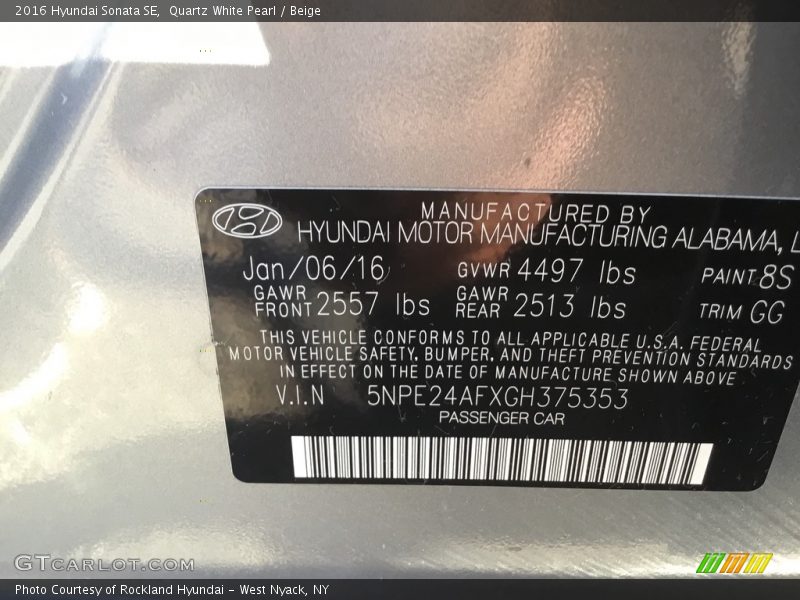 2016 Hyundai Sonata SE, Quartz White Pearl / Beige
MANUFACTURED BY
HYUNDAI MOTOR MANUFACTURING ALABAMA, L
Jan/06/16 GVWR 4497 lbs PAINT 8S
GAWR FRONT 2557 lbs GAWR REAR 2513 lbs TRIM GG
THIS VEHICLE CONFORMS TO ALL APPLICABLE U.S.A. FEDERAL
MOTOR VEHICLE SAFETY, BUMPER, AND THEFT PREVENTION STANDARDS
IN EFFECT ON THE DATE OF MANUFACTURE SHOWN ABOVE
V.I.N 5NPE24AFXGH375353
PASSENGER CAR
GTCARLOT.COM
Photo Courtesy of Rockland Hyundai - West Nyack, NY